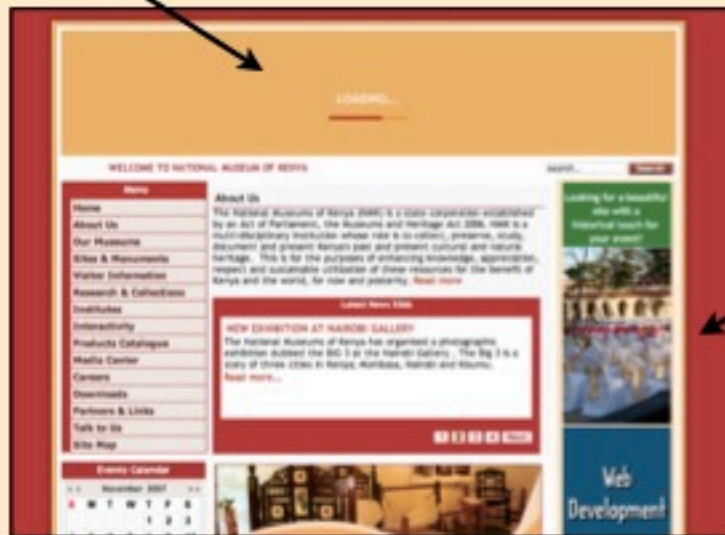 LOADING...
WELCOME TO NATIONAL MUSEUM OF KENYA
search... Search
Menu
Home
About Us
Our Museums
Sites & Monuments
Visitor Information
Research & Collections
Institutes
Interactivity
Products Catalogue
Media Center
Careers
Downloads
Partners & Links
Talk to Us
Site Map
Events Calendar
November 2007
S M T W T F S
1 2 3
About Us
The National Museums of Kenya (NMK) is a state corporation established
by an Act of Parliament, the Museums and Heritage Act 2006. NMK is a
multi-disciplinary institution whose role is to collect, preserve, study,
document and present Kenya's past and present cultural and natural
heritage. This is for the purposes of enhancing knowledge, appreciation,
respect and sustainable utilization of these resources for the benefit of
Kenya and the world, for now and posterity. Read more
Latest News
NEW EXHIBITION AT NAIROBI GALLERY
The National Museums of Kenya has organised a photographic
exhibition dubbed the BIG 3 at the Nairobi Gallery . The Big 3 is a
story of three cities in Kenya; Mombasa, Nairobi and Kisumu.
Read more...
1 2 3 4 Next
Looking for a beautiful
site with a
historical touch for
your event?
Web
Development